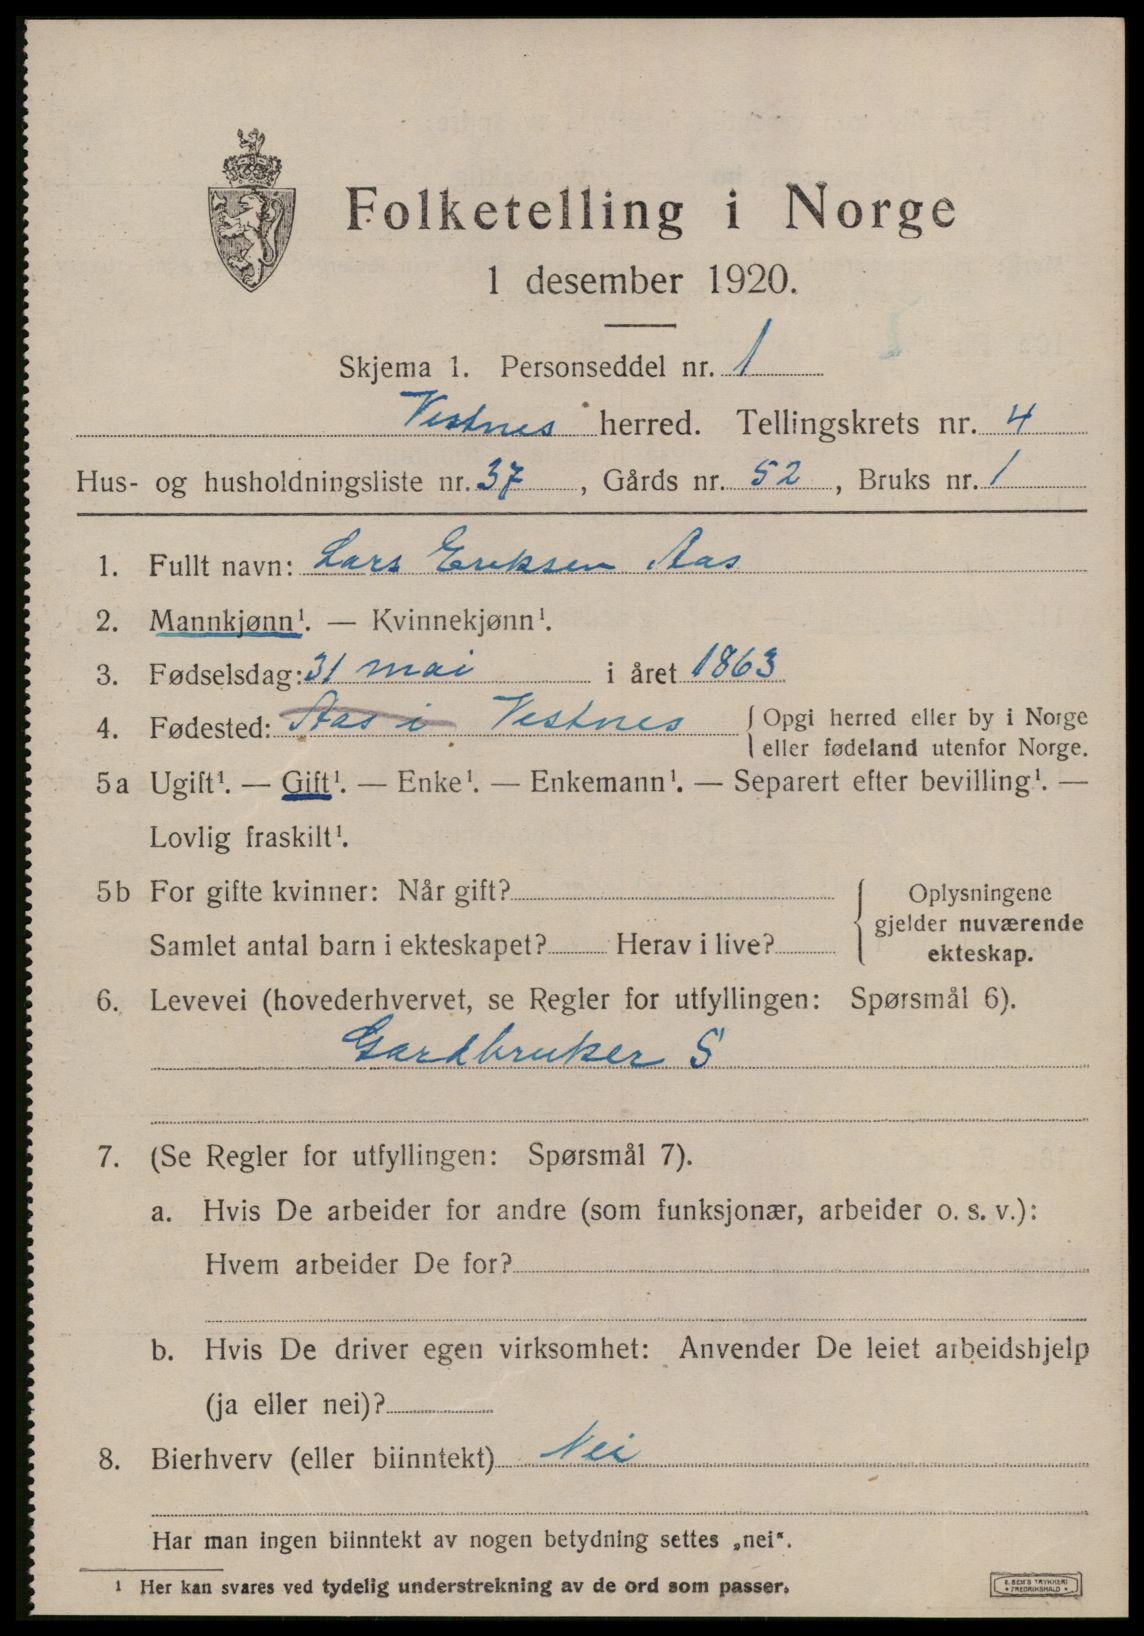 Folketelling i Norge
1 desember 1920.
Skjema 1. Personseddel nr. 1
Vestnes herred. Tellingskrets nr. 4
Hus- og husholdningsliste nr. 37, Gårds nr. 52, Bruks nr. 1
1. Fullt navn: Lars Eriksen Aas
2. Mannkjønn¹. — Kvinnekjønn¹.
3. Fødselsdag: 31 mai i året 1863
4. Fødested: Aas i Vestnes { Opgi herred eller by i Norge
eller fødeland utenfor Norge.
5a Ugift¹. — Gift¹. — Enke¹. — Enkemann¹. — Separert efter bevilling¹. —
Lovlig fraskilt¹.
5b For gifte kvinner: Når gift?
Samlet antal barn i ekteskapet? Herav i live?
Oplysningene
gjelder nuværende
ekteskap.
6. Levevei (hovederhvervet, se Regler for utfyllingen: Spørsmål 6).
Gardbruker S
7. (Se Regler for utfyllingen: Spørsmål 7).
a. Hvis De arbeider for andre (som funksjonær, arbeider o. s. v.):
Hvem arbeider De for?
b. Hvis De driver egen virksomhet: Anvender De leiet arbeidshjelp
(ja eller nei)?
8. Bierhverv (eller biinntekt) Nei
Har man ingen biinntekt av nogen betydning settes „nei“.
¹ Her kan svares ved tydelig understrekning av de ord som passer.
E. SEM'S TRYKKERI
• FREDRIKSHALD •